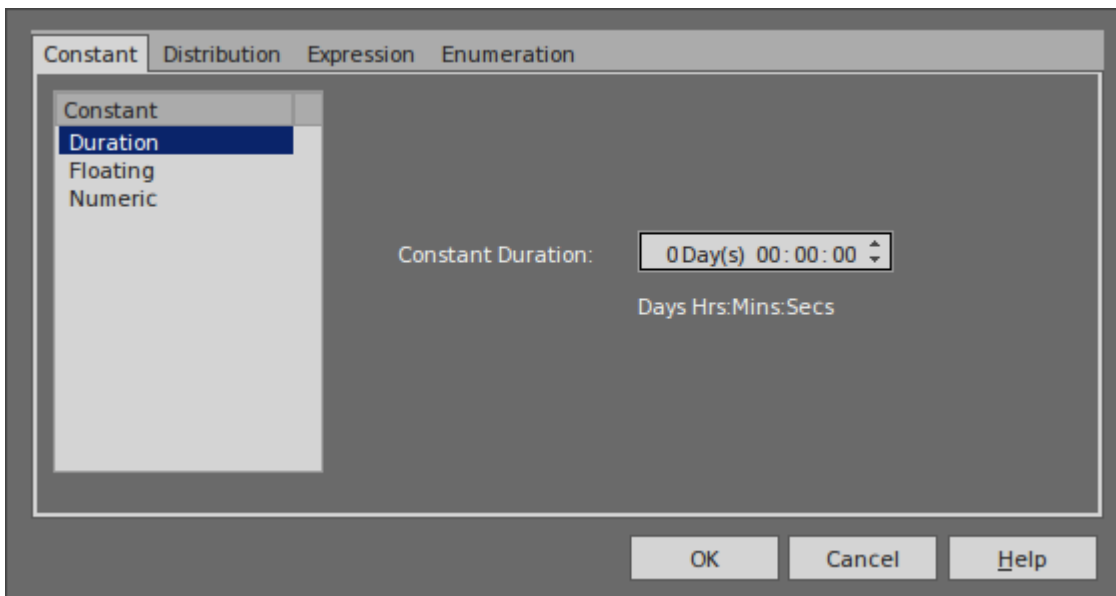 Constant Distribution Expression Enumeration
Constant
Duration
Floating
Numeric
Constant Duration: 0 Day(s) 00:00:00
Days Hrs:Mins:Secs
OK Cancel Help